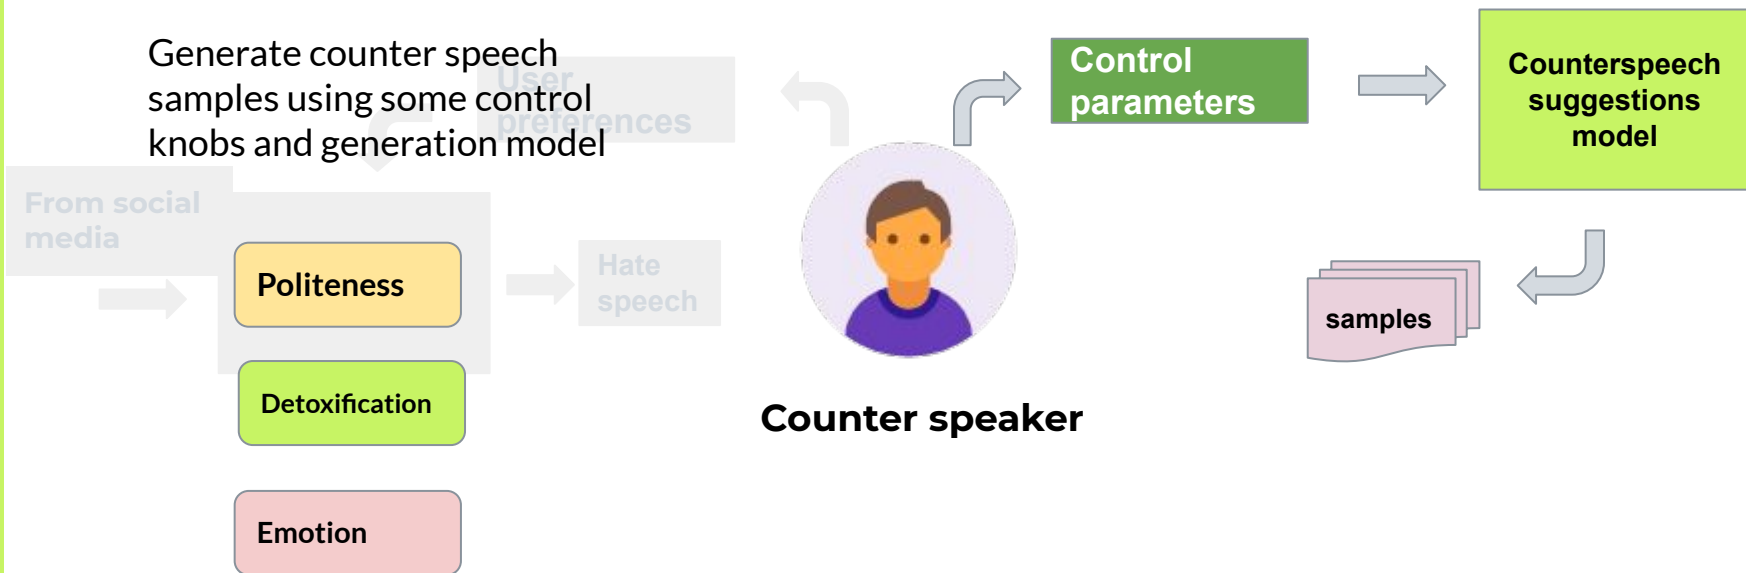 Generate counter speech
samples using some control
knobs and generation model
User
preferences
From social
media
Politeness
Hate
speech
Detoxification
Emotion
Counter speaker
Control
parameters
Counterspeech
suggestions
model
samples